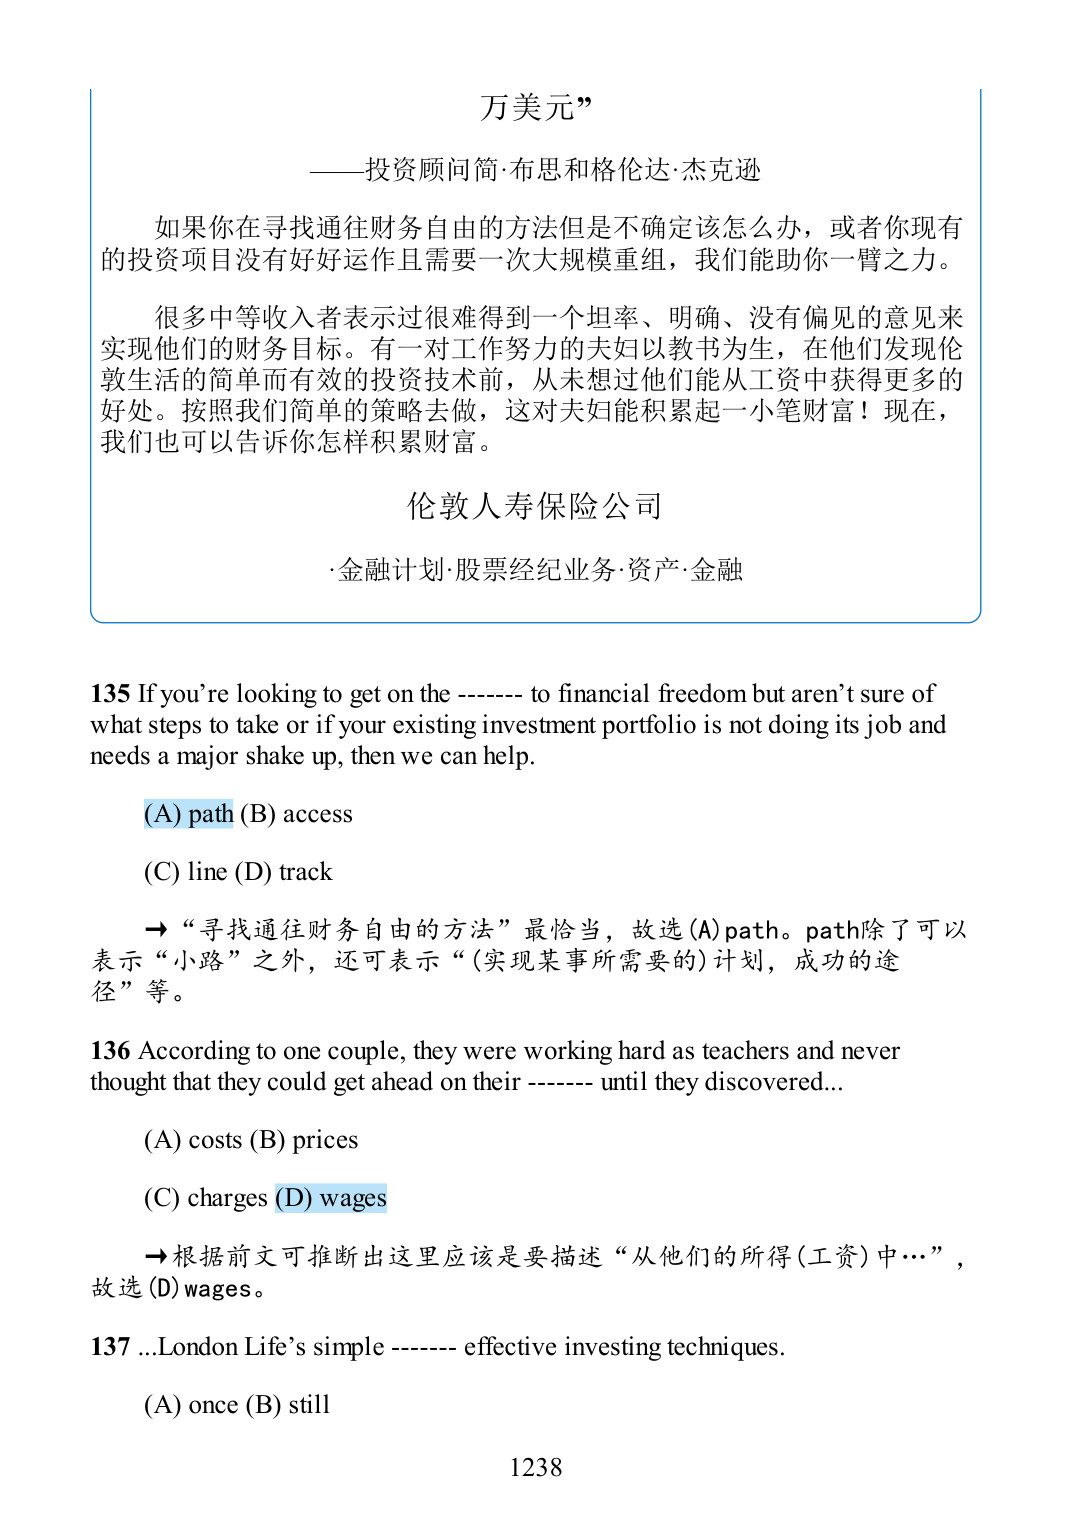 万美元”
——投资顾问简·布思和格伦达·杰克逊
如果你在寻找通往财务自由的方法但是不确定该怎么办，或者你现有
的投资项目没有好好运作且需要一次大规模重组，我们能助你一臂之力。
很多中等收入者表示过很难得到一个坦率、明确、没有偏见的意见来
实现他们的财务目标。有一对工作努力的夫妇以教书为生，在他们发现伦
敦生活的简单而有效的投资技术前，从未想过他们能从工资中获得更多的
好处。按照我们简单的策略去做，这对夫妇能积累起一小笔财富！现在，
我们也可以告诉你怎样积累财富。
伦敦人寿保险公司
·金融计划·股票经纪业务·资产·金融
135 If you’re looking to get on the ------- to financial freedom but aren’t sure of
what steps to take or if your existing investment portfolio is not doing its job and
needs a major shake up, then we can help.
(A) path (B) access
(C) line (D) track
→“寻找通往财务自由的方法”最恰当，故选(A)path。path除了可以
表示“小路”之外，还可表示“(实现某事所需要的)计划，成功的途
径”等。
136 According to one couple, they were working hard as teachers and never
thought that they could get ahead on their ------- until they discovered...
(A) costs (B) prices
(C) charges (D) wages
→根据前文可推断出这里应该是要描述“从他们的所得(工资)中…”，
故选(D)wages。
137 ...London Life’s simple ------- effective investing techniques.
(A) once (B) still
1238